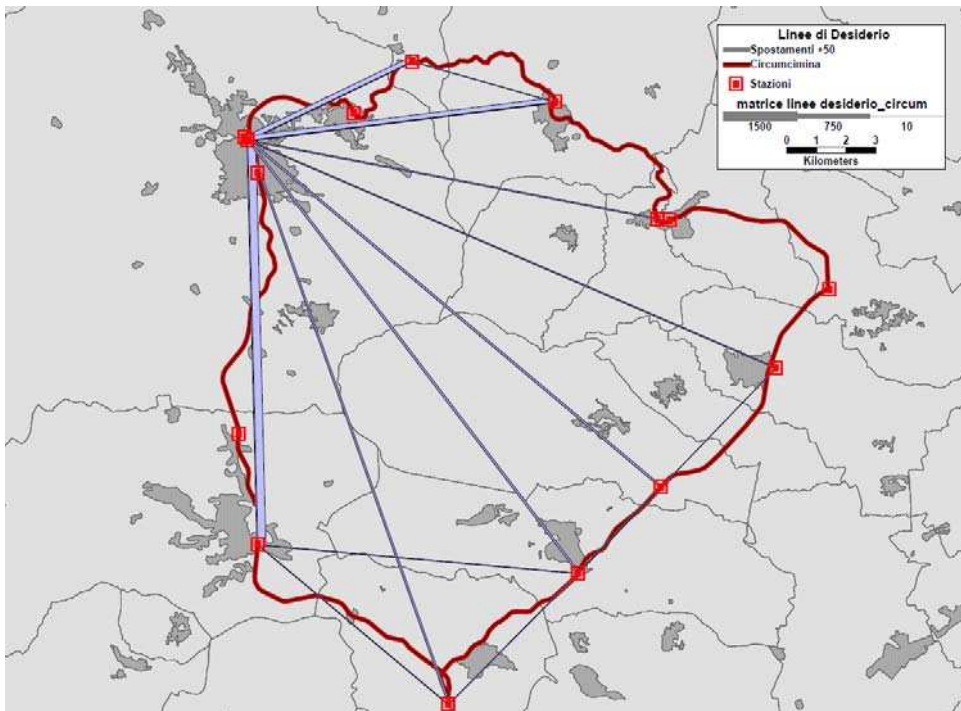 Linee di Desiderio
Spostamenti +50
Circumcimina
Stazioni
matrice linee desiderio_circum
1500 750 10
0 1 2 3
Kilometers